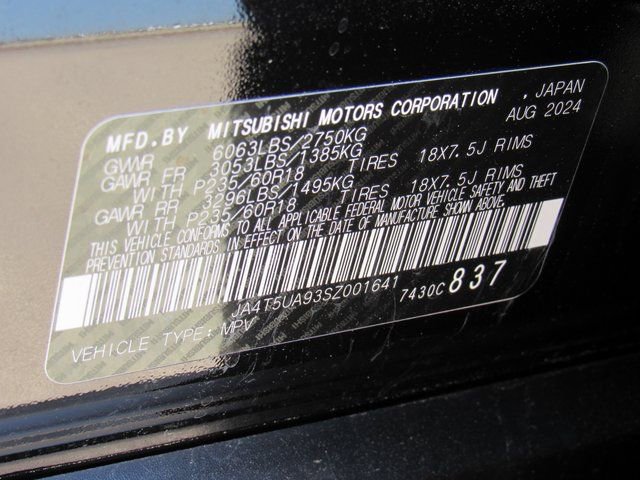 MFD.BY MITSUBISHI MOTORS CORPORATION, JAPAN
GVWR 6063LBS/2750KG AUG 2024
GAWR FR 3053LBS/1385KG
WITH P235/60R18 TIRES 18X7.5J RIMS
GAWR RR 3296LBS/1495KG
WITH P235/60R18 TIRES 18X7.5J RIMS
THIS VEHICLE CONFORMS TO ALL APPLICABLE FEDERAL MOTOR VEHICLE SAFETY AND THEFT
PREVENTION STANDARDS IN EFFECT ON THE DATE OF MANUFACTURE SHOWN ABOVE.
JA4T5UA93SZ001641 7430C 837
VEHICLE TYPE: MPV